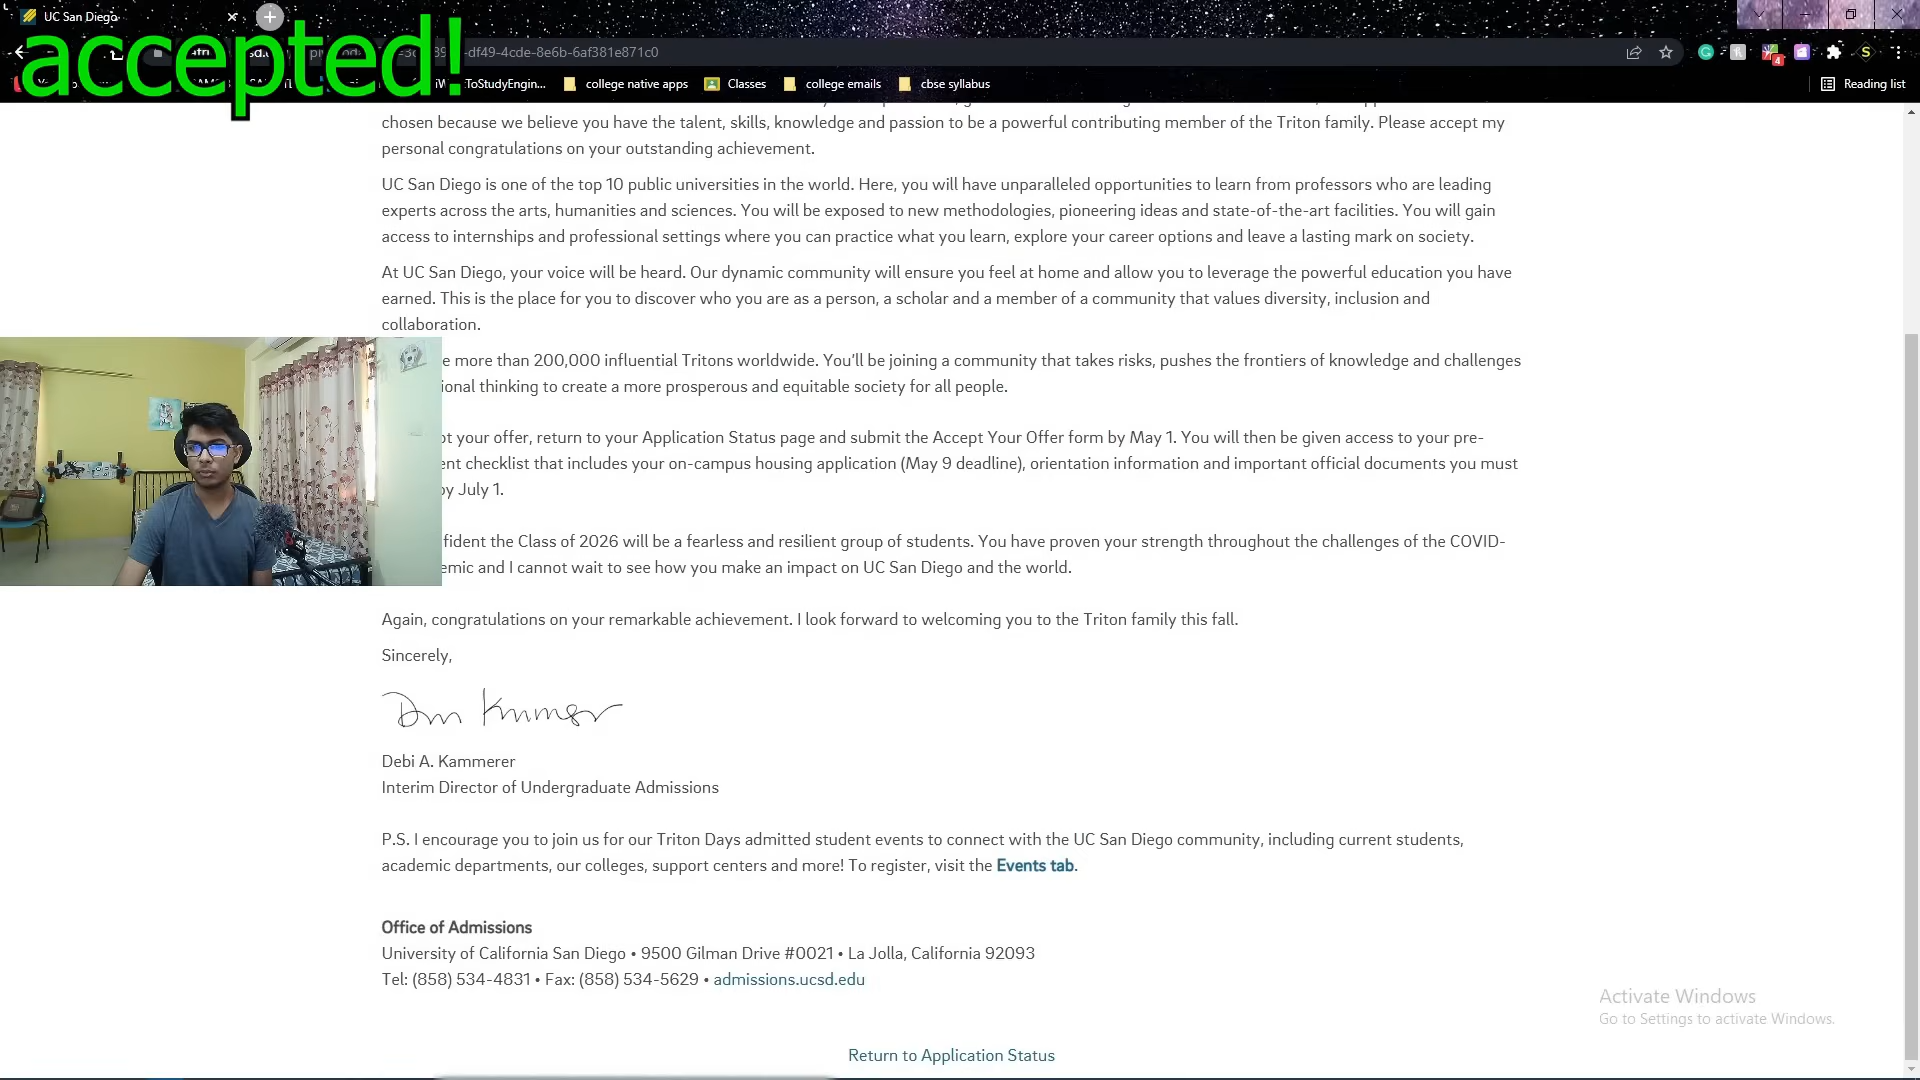 UC San Diego
accepted!
-df49-4cde-8e6b-6af381e871c0
ToStudyEngin...
college native apps
Classes
college emails
cbse syllabus
Reading list
chosen because we believe you have the talent, skills, knowledge and passion to be a powerful contributing member of the Triton family. Please accept my
personal congratulations on your outstanding achievement.
UC San Diego is one of the top 10 public universities in the world. Here, you will have unparalleled opportunities to learn from professors who are leading
experts across the arts, humanities and sciences. You will be exposed to new methodologies, pioneering ideas and state-of-the-art facilities. You will gain
access to internships and professional settings where you can practice what you learn, explore your career options and leave a lasting mark on society.
At UC San Diego, your voice will be heard. Our dynamic community will ensure you feel at home and allow you to leverage the powerful education you have
earned. This is the place for you to discover who you are as a person, a scholar and a member of a community that values diversity, inclusion and
collaboration.
e more than 200,000 influential Tritons worldwide. You'll be joining a community that takes risks, pushes the frontiers of knowledge and challenges
ional thinking to create a more prosperous and equitable society for all people.
ot your offer, return to your Application Status page and submit the Accept Your Offer form by May 1. You will then be given access to your pre-
ent checklist that includes your on-campus housing application (May 9 deadline), orientation information and important official documents you must
by July 1.
fident the Class of 2026 will be a fearless and resilient group of students. You have proven your strength throughout the challenges of the COVID-
emic and I cannot wait to see how you make an impact on UC San Diego and the world.
Again, congratulations on your remarkable achievement. I look forward to welcoming you to the Triton family this fall.
Sincerely,
Debi A. Kammerer
Interim Director of Undergraduate Admissions
P.S. I encourage you to join us for our Triton Days admitted student events to connect with the UC San Diego community, including current students,
academic departments, our colleges, support centers and more! To register, visit the Events tab.
Office of Admissions
University of California San Diego • 9500 Gilman Drive #0021 • La Jolla, California 92093
Tel: (858) 534-4831 • Fax: (858) 534-5629 • admissions.ucsd.edu
Activate Windows
Go to Settings to activate Windows.
Return to Application Status